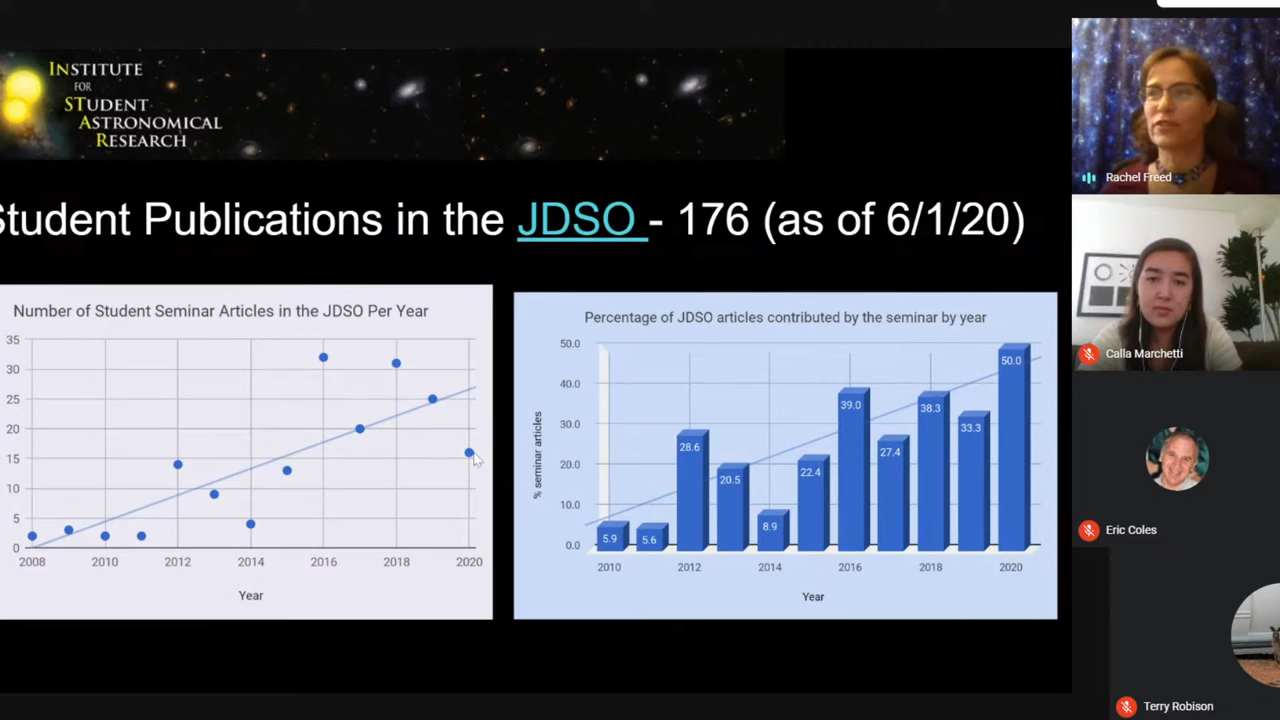 INSTITUTE
FOR
STUDENT
ASTRONOMICAL
RESEARCH
tudent Publications in the JDSO - 176 (as of 6/1/20)
Number of Student Seminar Articles in the JDSO Per Year
35
30
25
20
15
10
5
0
2008
2010
2012
2014
2016
2018
2020
Year
Percentage of JDSO articles contributed by the seminar by year
% seminar articles
50.0
40.0
30.0
20.0
10.0
0.0
5.9
5.6
28.6
20.5
8.9
22.4
39.0
27.4
38.3
33.3
50.0
2010
2012
2014
2016
2018
2020
Year
Rachel Freed
Calla Marchetti
Eric Coles
Terry Robison